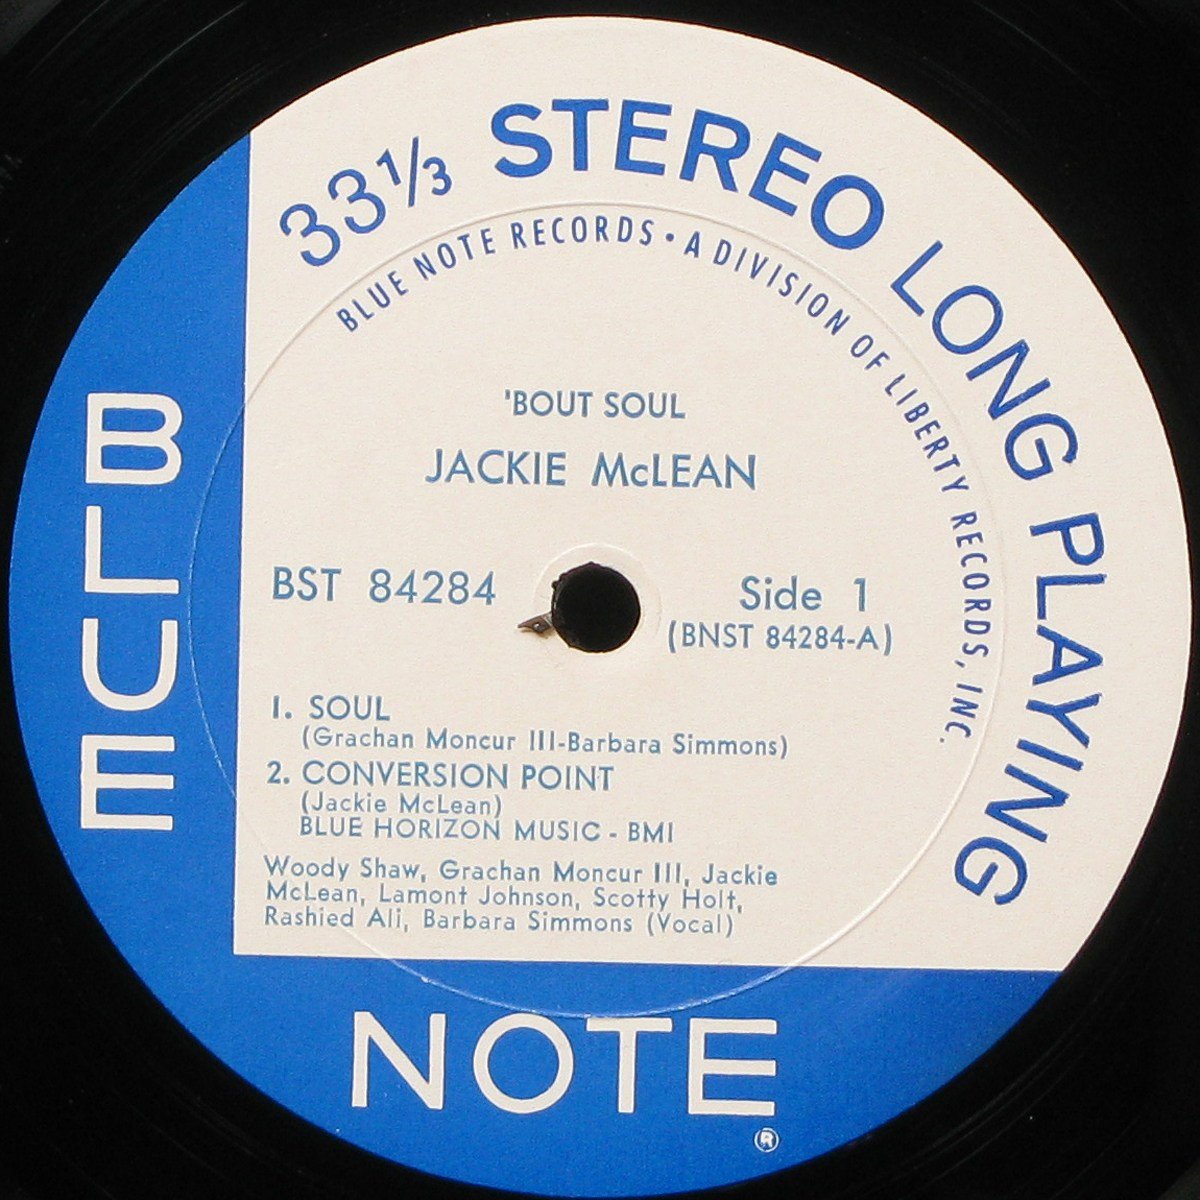 33⅓ STEREO LONG PLAYING
BLUE NOTE RECORDS • A DIVISION OF LIBERTY RECORDS, INC.
'BOUT SOUL
JACKIE McLEAN
BST 84284
Side 1
(BNST 84284-A)
1. SOUL
(Grachan Moncur III-Barbara Simmons)
2. CONVERSION POINT
(Jackie McLean)
BLUE HORIZON MUSIC - BMI
Woody Shaw, Grachan Moncur III, Jackie
McLean, Lamont Johnson, Scotty Holt,
Rashied Ali, Barbara Simmons (Vocal)
BLUE
NOTE
®